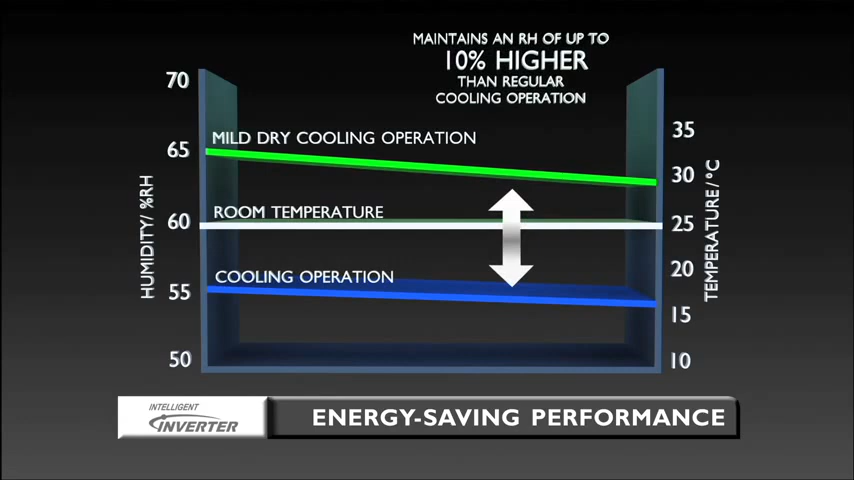 MAINTAINS AN RH OF UP TO
10% HIGHER
THAN REGULAR
COOLING OPERATION
70
65
60
55
50
HUMIDITY/ %RH
MILD DRY COOLING OPERATION
ROOM TEMPERATURE
COOLING OPERATION
35
30
25
20
15
10
TEMPERATURE/ °C
INTELLIGENT
INVERTER
ENERGY-SAVING PERFORMANCE